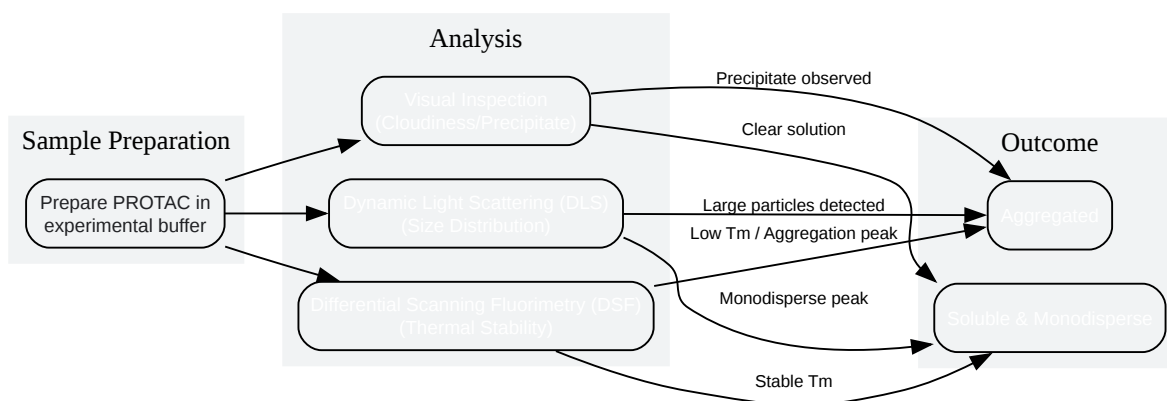 Analysis
Sample Preparation
Outcome
Prepare PROTAC in
experimental buffer
Visual Inspection
(Cloudiness/Precipitate)
Dynamic Light Scattering (DLS)
(Size Distribution)
Differential Scanning Fluorimetry (DSF)
(Thermal Stability)
Precipitate observed
Clear solution
Large particles detected
Low Tm / Aggregation peak
Monodisperse peak
Stable Tm
Aggregated
Soluble & Monodisperse